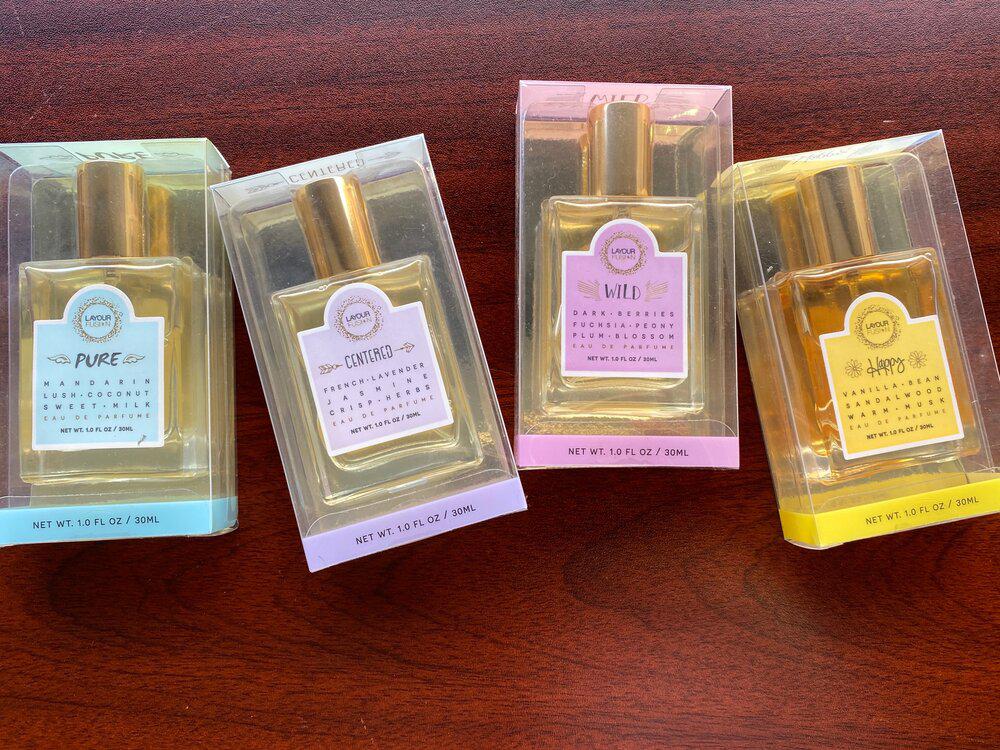 PURE
LAYOUR
FUSION
PURE
MANDARIN
LUSH • COCONUT
SWEET • MILK
EAU DE PARFUME
NET WT. 1.0 FL OZ / 30ML
NET WT. 1.0 FL OZ / 30ML
CENTERED
LAYOUR
FUSION
CENTERED
FRENCH • LAVENDER
JASMINE
CRISP • HERBS
EAU DE PARFUME
NET WT. 1.0 FL OZ / 30ML
NET WT. 1.0 FL OZ / 30ML
WILD
LAYOUR
FUSION
WILD
DARK • BERRIES
FUCHSIA • PEONY
PLUM • BLOSSOM
EAU DE PARFUME
NET WT. 1.0 FL OZ / 30ML
NET WT. 1.0 FL OZ / 30ML
LAYOUR
FUSION
Happy
VANILLA • BEAN
SANDALWOOD
WARM • MUSK
EAU DE PARFUME
NET WT. 1.0 FL OZ / 30ML
NET WT. 1.0 FL OZ / 30ML